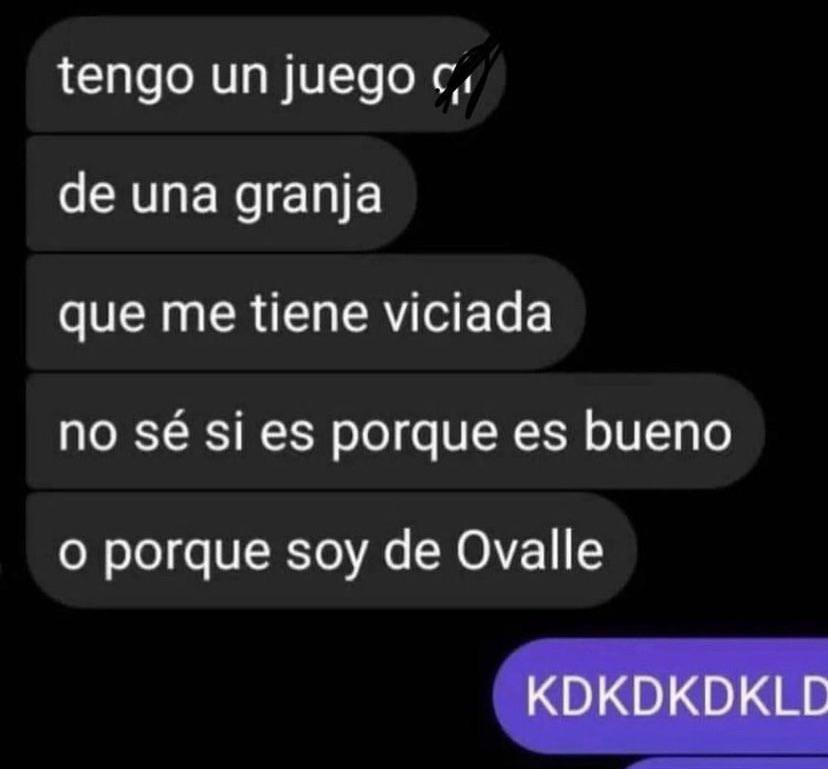 tengo un juego
de una granja
que me tiene viciada
no sé si es porque es bueno
o porque soy de Ovalle
KDKDKDKLD